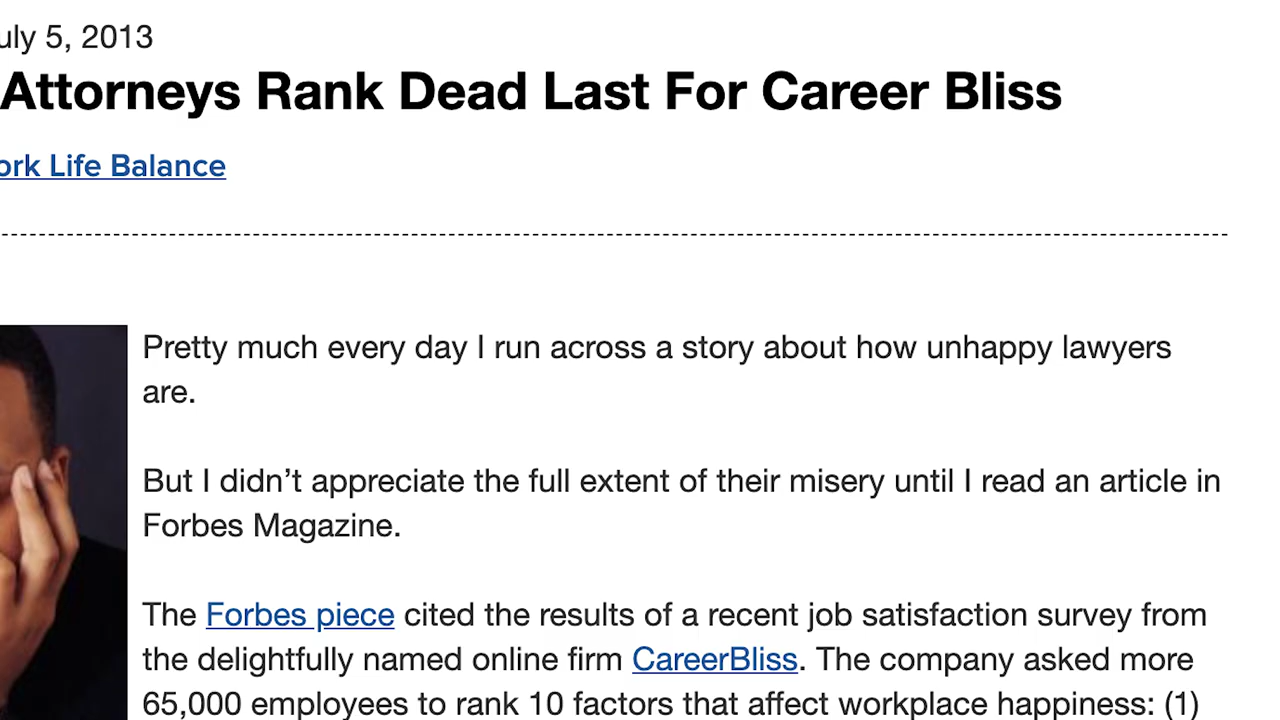 uly 5, 2013
Attorneys Rank Dead Last For Career Bliss
ork Life Balance
Pretty much every day I run across a story about how unhappy lawyers
are.
But I didn’t appreciate the full extent of their misery until I read an article in
Forbes Magazine.
The Forbes piece cited the results of a recent job satisfaction survey from
the delightfully named online firm CareerBliss. The company asked more
65,000 employees to rank 10 factors that affect workplace happiness: (1)